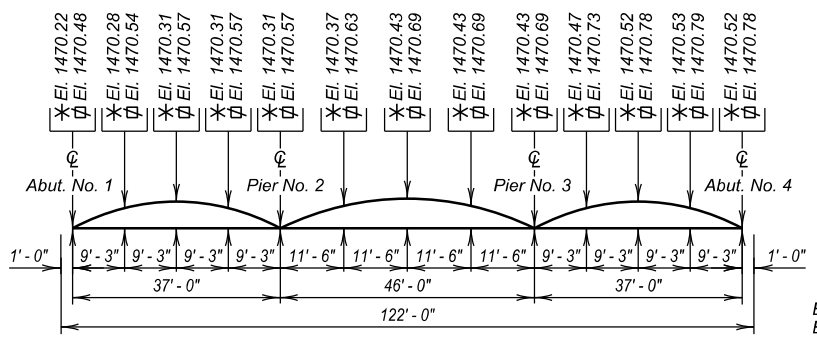 El. 1470.22
El. 1470.48
El. 1470.28
El. 1470.54
El. 1470.31
El. 1470.57
El. 1470.31
El. 1470.57
El. 1470.31
El. 1470.57
El. 1470.37
El. 1470.63
El. 1470.43
El. 1470.69
El. 1470.43
El. 1470.69
El. 1470.43
El. 1470.69
El. 1470.47
El. 1470.73
El. 1470.52
El. 1470.78
El. 1470.53
El. 1470.79
El. 1470.52
El. 1470.78
℄ ℄ ℄ ℄
Abut. No. 1 Pier No. 2 Pier No. 3 Abut. No. 4
1' - 0" 9' - 3" 9' - 3" 9' - 3" 9' - 3" 11' - 6" 11' - 6" 11' - 6" 11' - 6" 9' - 3" 9' - 3" 9' - 3" 9' - 3" 1' - 0"
37' - 0" 46' - 0" 37' - 0"
122' - 0"